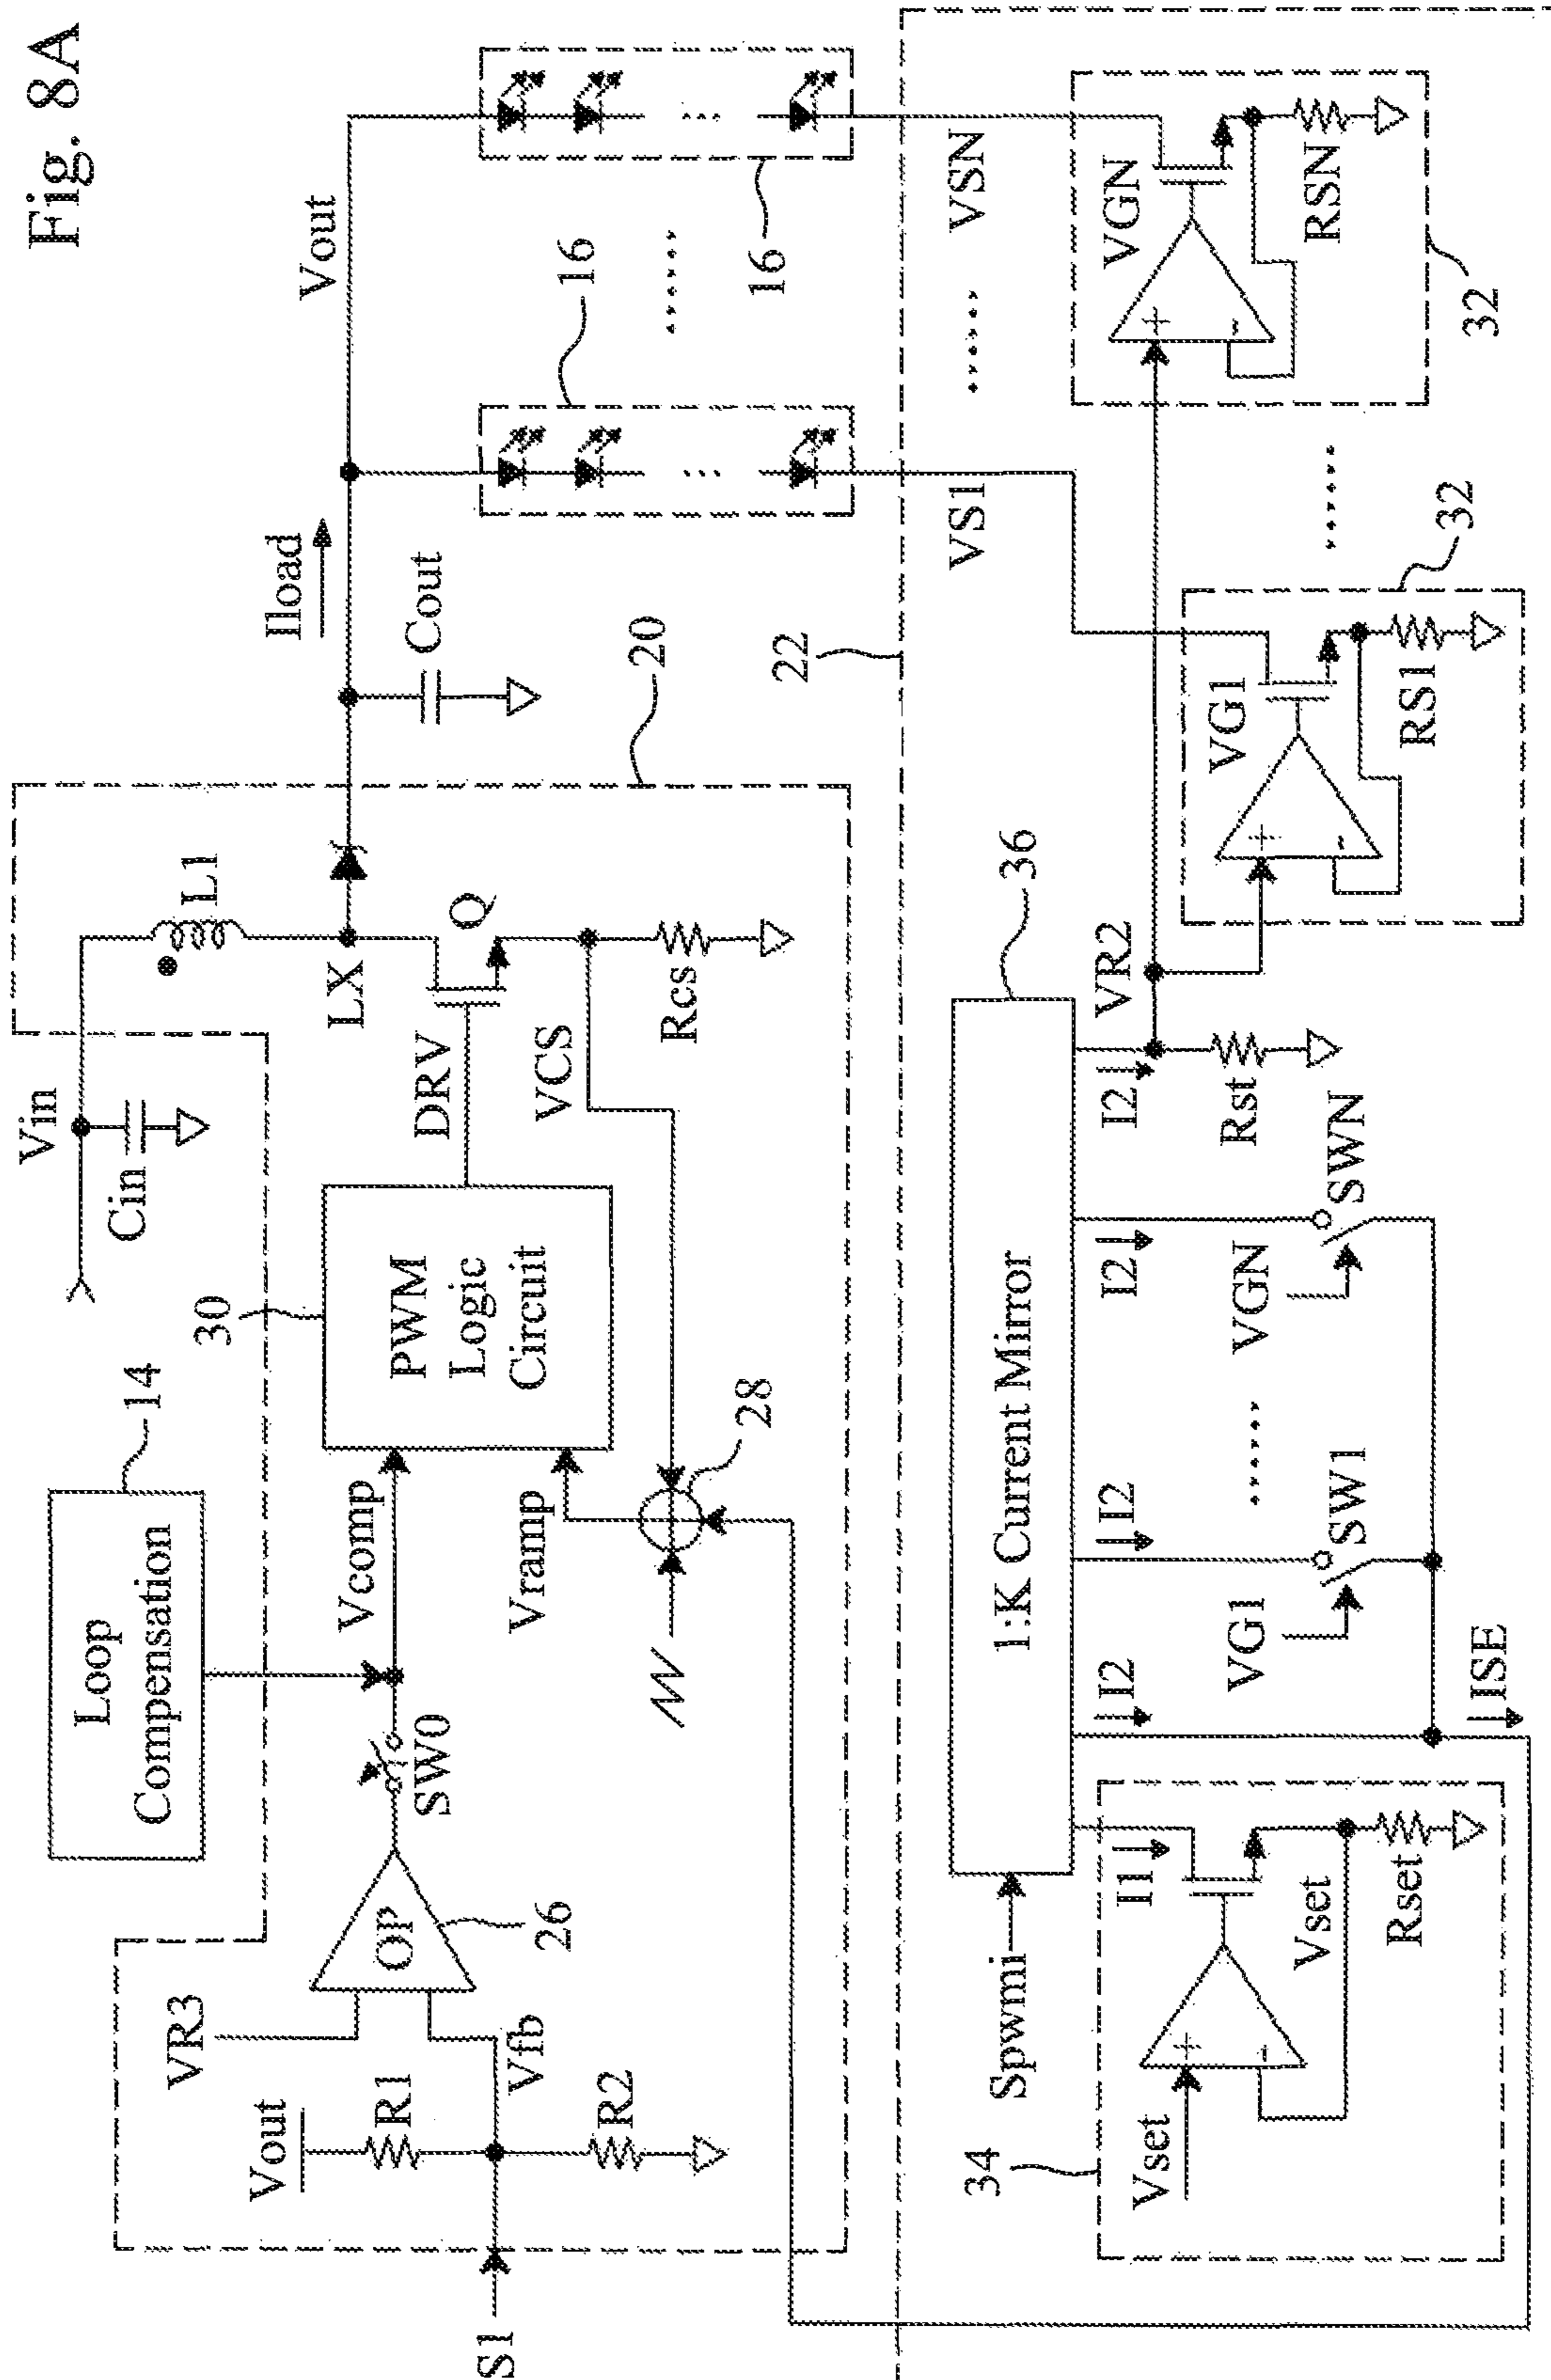 Fig. 8A
Vin
Cin
L1
LX
Iload
Vout
Cout
20
16
16
......
Loop
Compensation
14
30
PWM
Logic
Circuit
DRV
Q
VCS
Rcs
Vcomp
Vramp
28
SW0
OP
26
VR3
Vout
R1
Vfb
R2
S1
22
VS1
......
VSN
36
1:K Current Mirror
Spwmi
34
I1
I2
I2
I2
I2
VR2
Rst
Vset
Vset
Rset
VG1
SW1
......
VGN
SWN
ISE
VG1
RS1
32
......
VGN
RSN
32